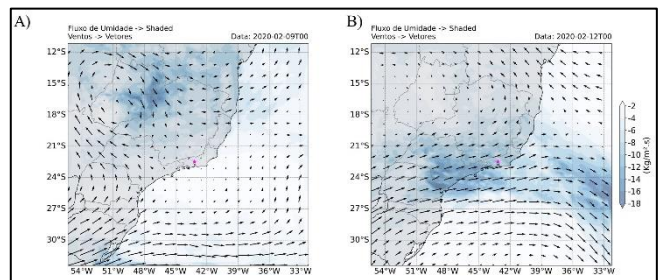 A)
Fluxo de Umidade -> Shaded
Ventos -> Vetores
Data: 2020-02-09T00
12°S
15°S
18°S
21°S
24°S
27°S
30°S
54°W 51°W 48°W 45°W 42°W 39°W 36°W 33°W
B)
Fluxo de Umidade -> Shaded
Ventos -> Vetores
Data: 2020-02-12T00
12°S
15°S
18°S
21°S
24°S
27°S
30°S
54°W 51°W 48°W 45°W 42°W 39°W 36°W 33°W
-2
-4
-6
-8
-10
-12
-14
-16
-18
(Kg/m².s)